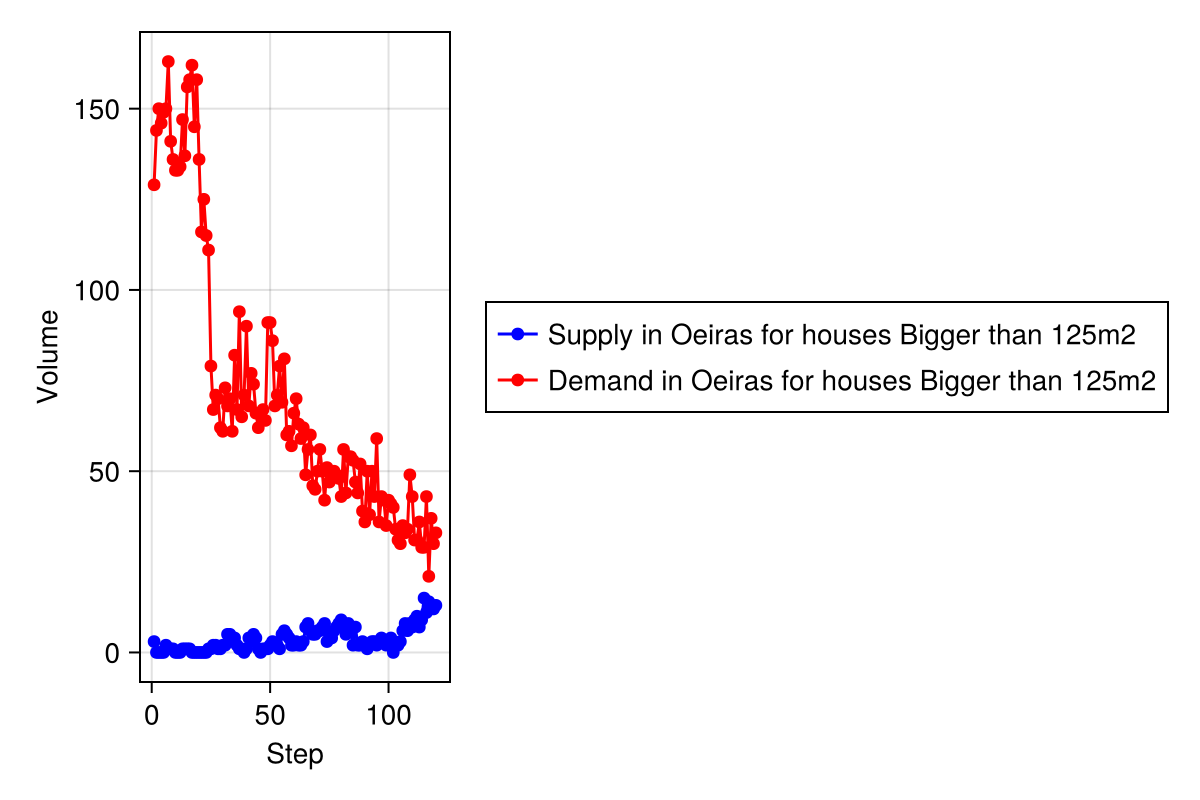 150
100
50
0
Volume
0 50 100
Step
Supply in Oeiras for houses Bigger than 125m2
Demand in Oeiras for houses Bigger than 125m2